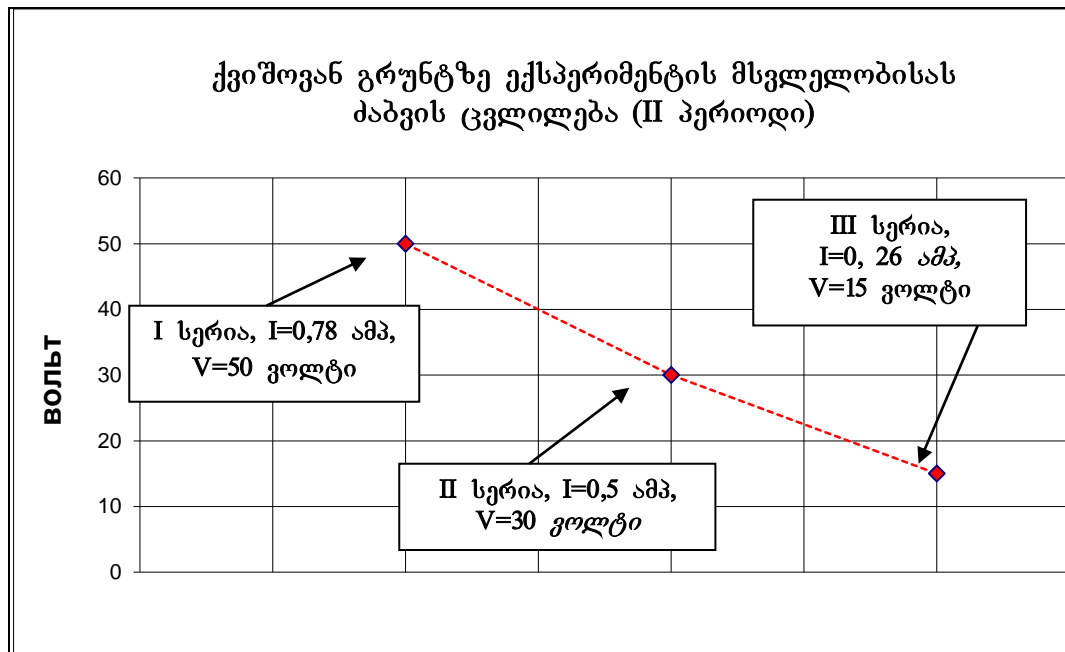 ქვიშოვან გრუნტზე ექსპერიმენტის მსვლელობისას
ძაბვის ცვლილება (II პერიოდი)
60
50
40
30
20
10
0
ВОЛЬТ
I სერია, I=0,78 ამპ,
V=50 ვოლტი
II სერია, I=0,5 ამპ,
V=30 ვოლტი
III სერია,
I=0, 26 ამპ,
V=15 ვოლტი